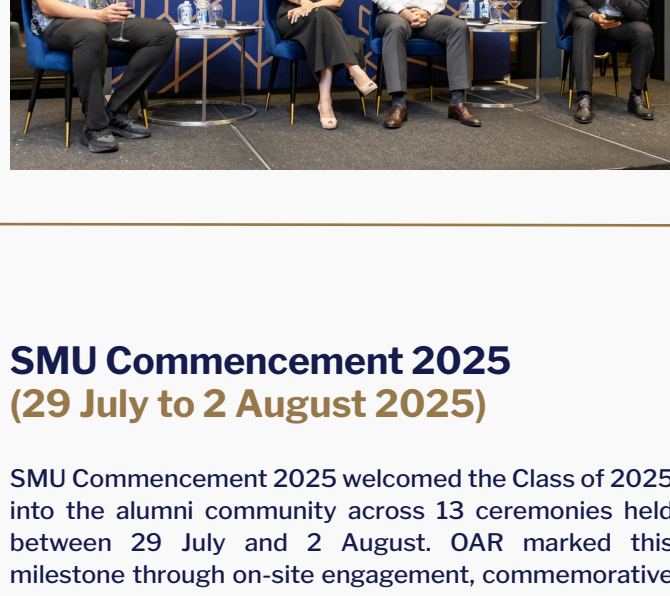 SMU Commencement 2025
(29 July to 2 August 2025)
SMU Commencement 2025 welcomed the Class of 2025
into the alumni community across 13 ceremonies held
between 29 July and 2 August. OAR marked this
milestone through on-site engagement, commemorative